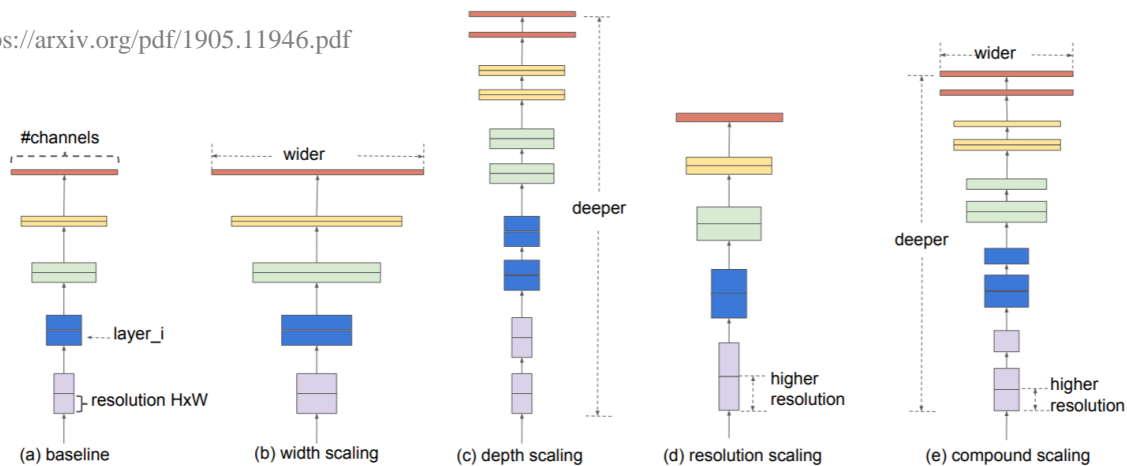 ps://arxiv.org/pdf/1905.11946.pdf
#channels
layer_i
resolution HxW
(a) baseline
wider
(b) width scaling
deeper
(c) depth scaling
higher
resolution
(d) resolution scaling
wider
deeper
higher
resolution
(e) compound scaling